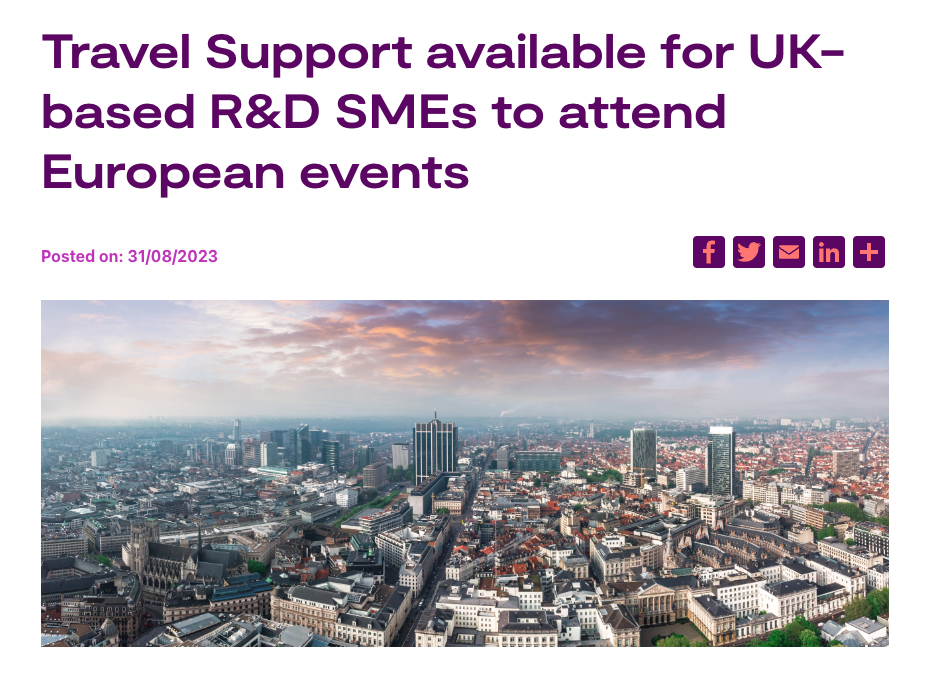 Travel Support available for UK-
based R&D SMEs to attend
European events
Posted on: 31/08/2023